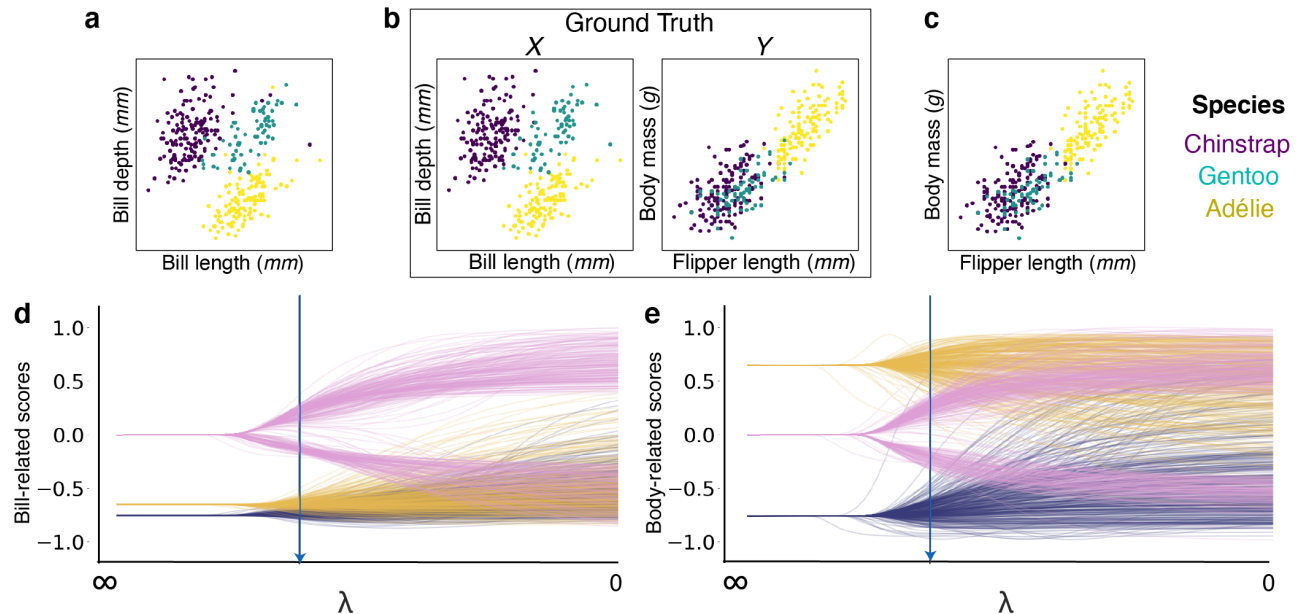 a
Bill depth (mm)
Bill length (mm)
b
Ground Truth
X
Y
Bill depth (mm)
Bill length (mm)
Body mass (g)
Flipper length (mm)
c
Body mass (g)
Flipper length (mm)
Species
Chinstrap
Gentoo
Adélie
d
Bill-related scores
1.0
0.5
0.0
−0.5
−1.0
∞
λ
0
e
Body-related scores
1.0
0.5
0.0
−0.5
−1.0
∞
λ
0